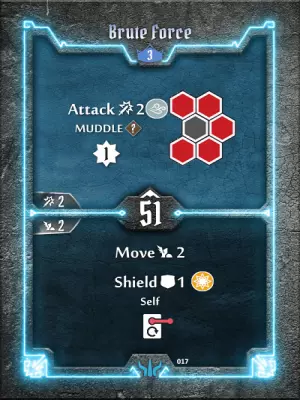 Brute Force
3
Attack 2
MUDDLE ?
1
51
2
2
Move 2
Shield 1
Self
017